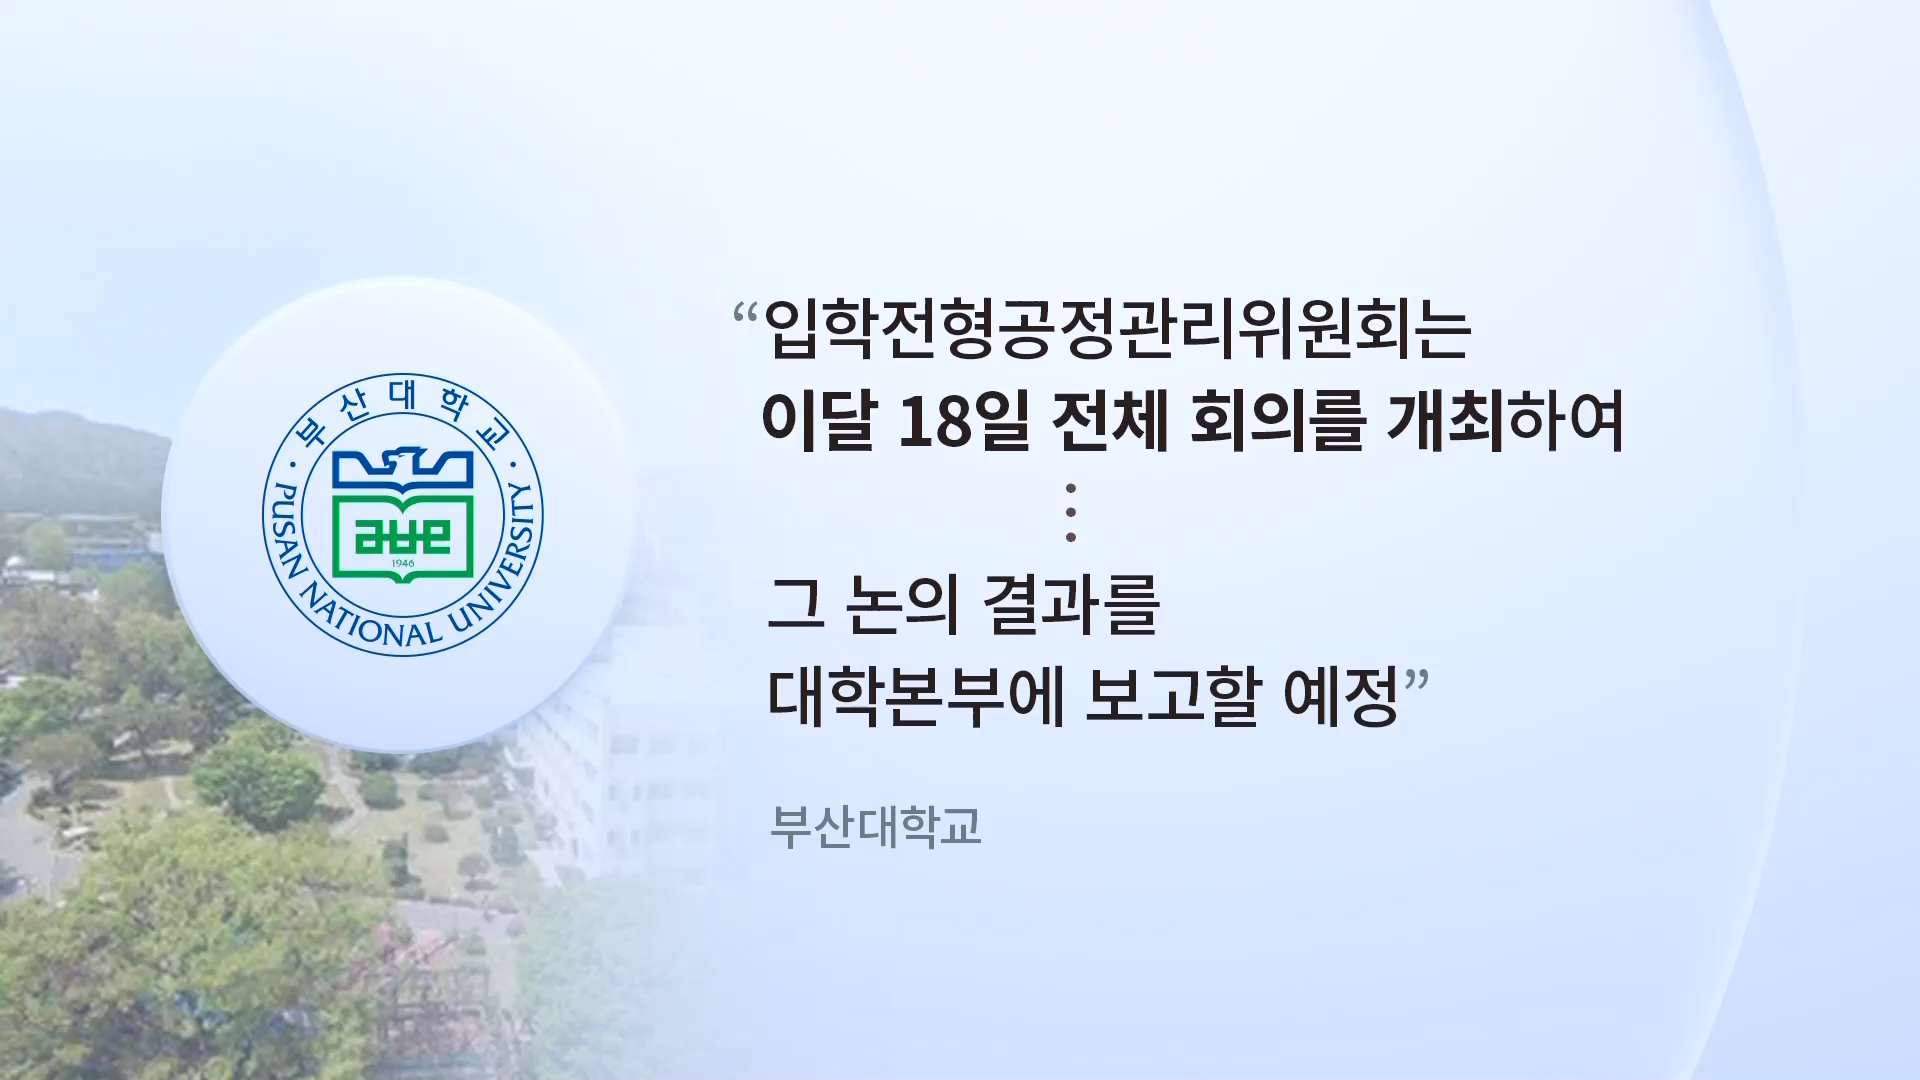 부산대학교
PUSAN NATIONAL UNIVERSITY
1946
“입학전형공정관리위원회는
이달 18일 전체 회의를 개최하여
⋮
그 논의 결과를
대학본부에 보고할 예정”
부산대학교